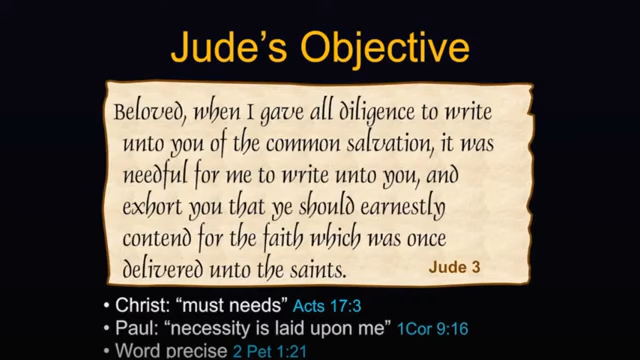 Jude's Objective
Beloved, when I gave all diligence to write
unto you of the common salvation, it was
needful for me to write unto you, and
exhort you that ye should earnestly
contend for the faith which was once
delivered unto the saints. Jude 3
• Christ: “must needs” Acts 17:3
• Paul: “necessity is laid upon me” 1Cor 9:16
• Word precise 2 Pet 1:21